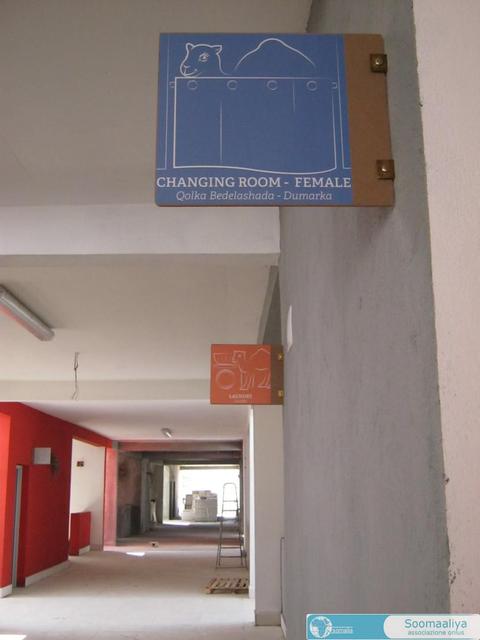 CHANGING ROOM - FEMALE
Qolka Bedelashada - Dumarka
LAUNDRY
Soomaaliya
associazione onlus